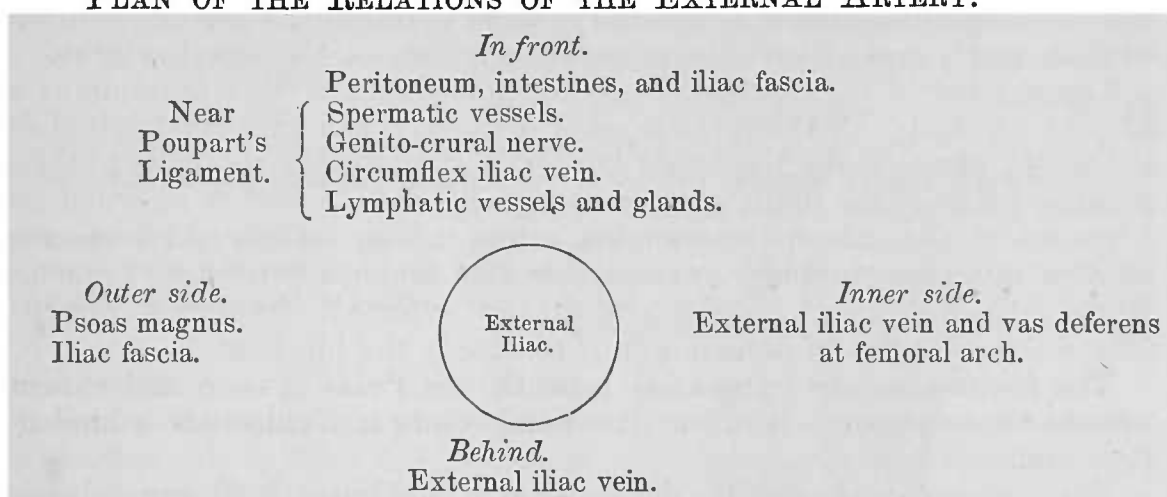 PLAN OF THE RELATIONS OF THE EXTERNAL ARTERY.
In front.
Peritoneum, intestines, and iliac fascia.
Near Poupart's Ligament.
Spermatic vessels.
Genito-crural nerve.
Circumflex iliac vein.
Lymphatic vessels and glands.
Outer side.
Psoas magnus.
Iliac fascia.
External
Iliac.
Inner side.
External iliac vein and vas deferens
at femoral arch.
Behind.
External iliac vein.